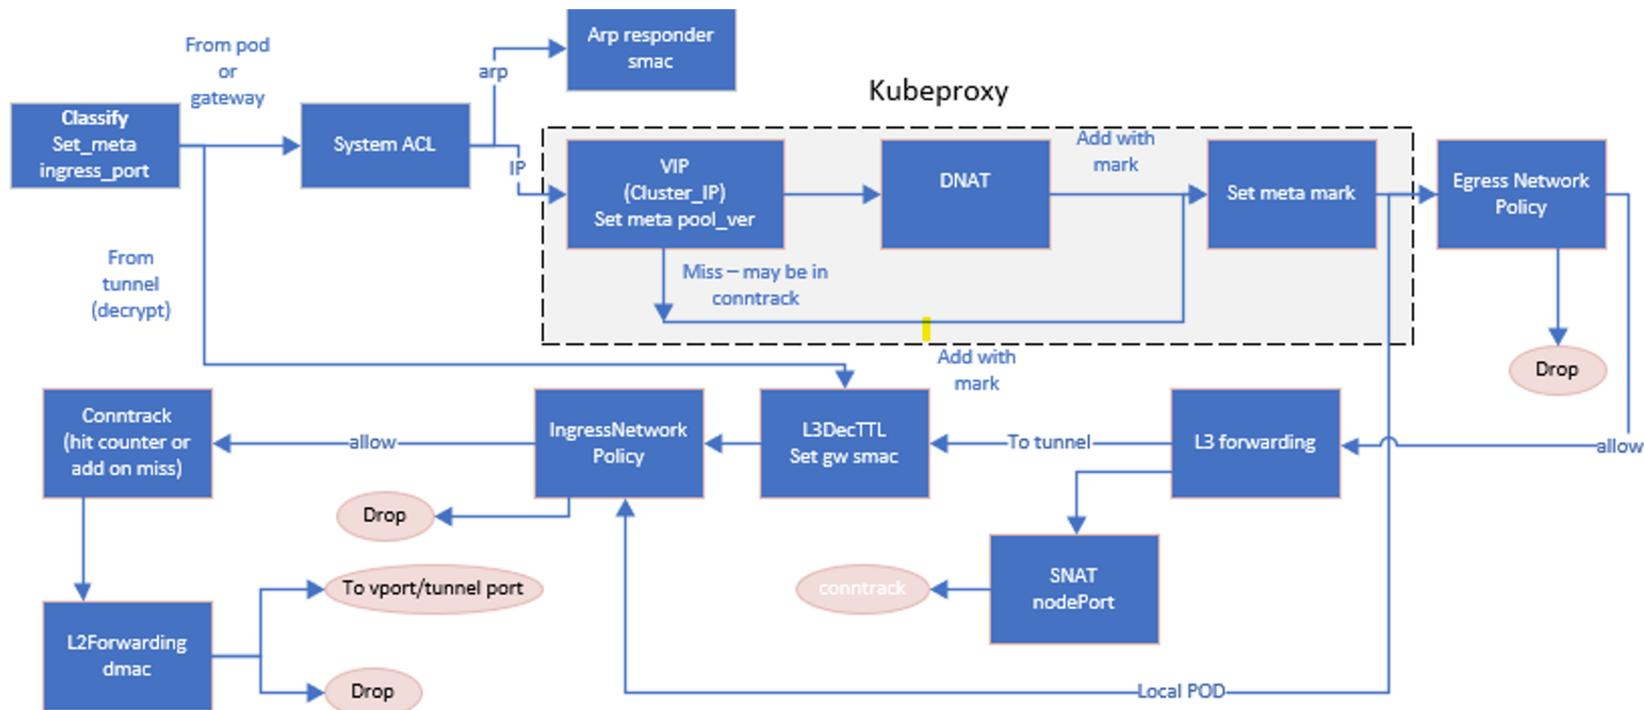 From pod
or
gateway
Arp responder
smac
arp
Kubeproxy
Classify
Set_meta
ingress_port
System ACL
IP
VIP
(Cluster_IP)
Set meta pool_ver
DNAT
Add with
mark
Set meta mark
Egress Network
Policy
From
tunnel
(decrypt)
Miss – may be in
conntrack
Add with
mark
Drop
Conntrack
(hit counter or
add on miss)
allow
IngressNetwork
Policy
L3DecTTL
Set gw smac
To tunnel
L3 forwarding
allow
Drop
To vport/tunnel port
conntrack
SNAT
nodePort
L2Forwarding
dmac
Drop
Local POD